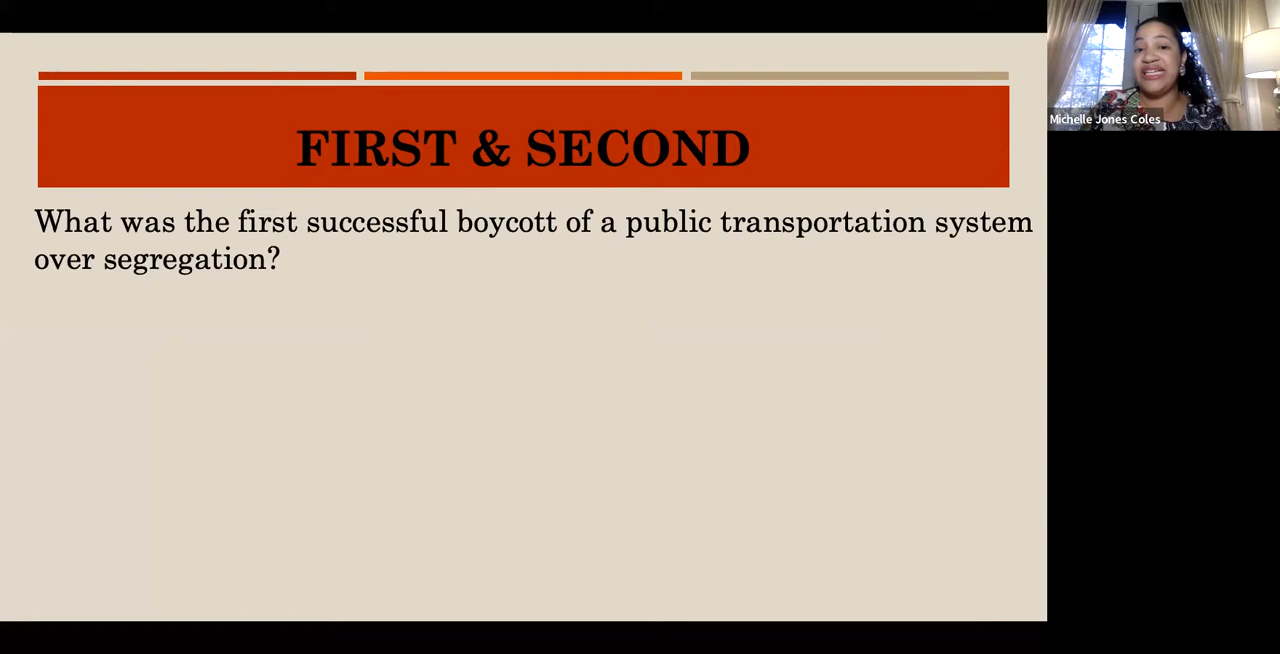 FIRST & SECOND
What was the first successful boycott of a public transportation system
over segregation?
Michelle Jones Coles